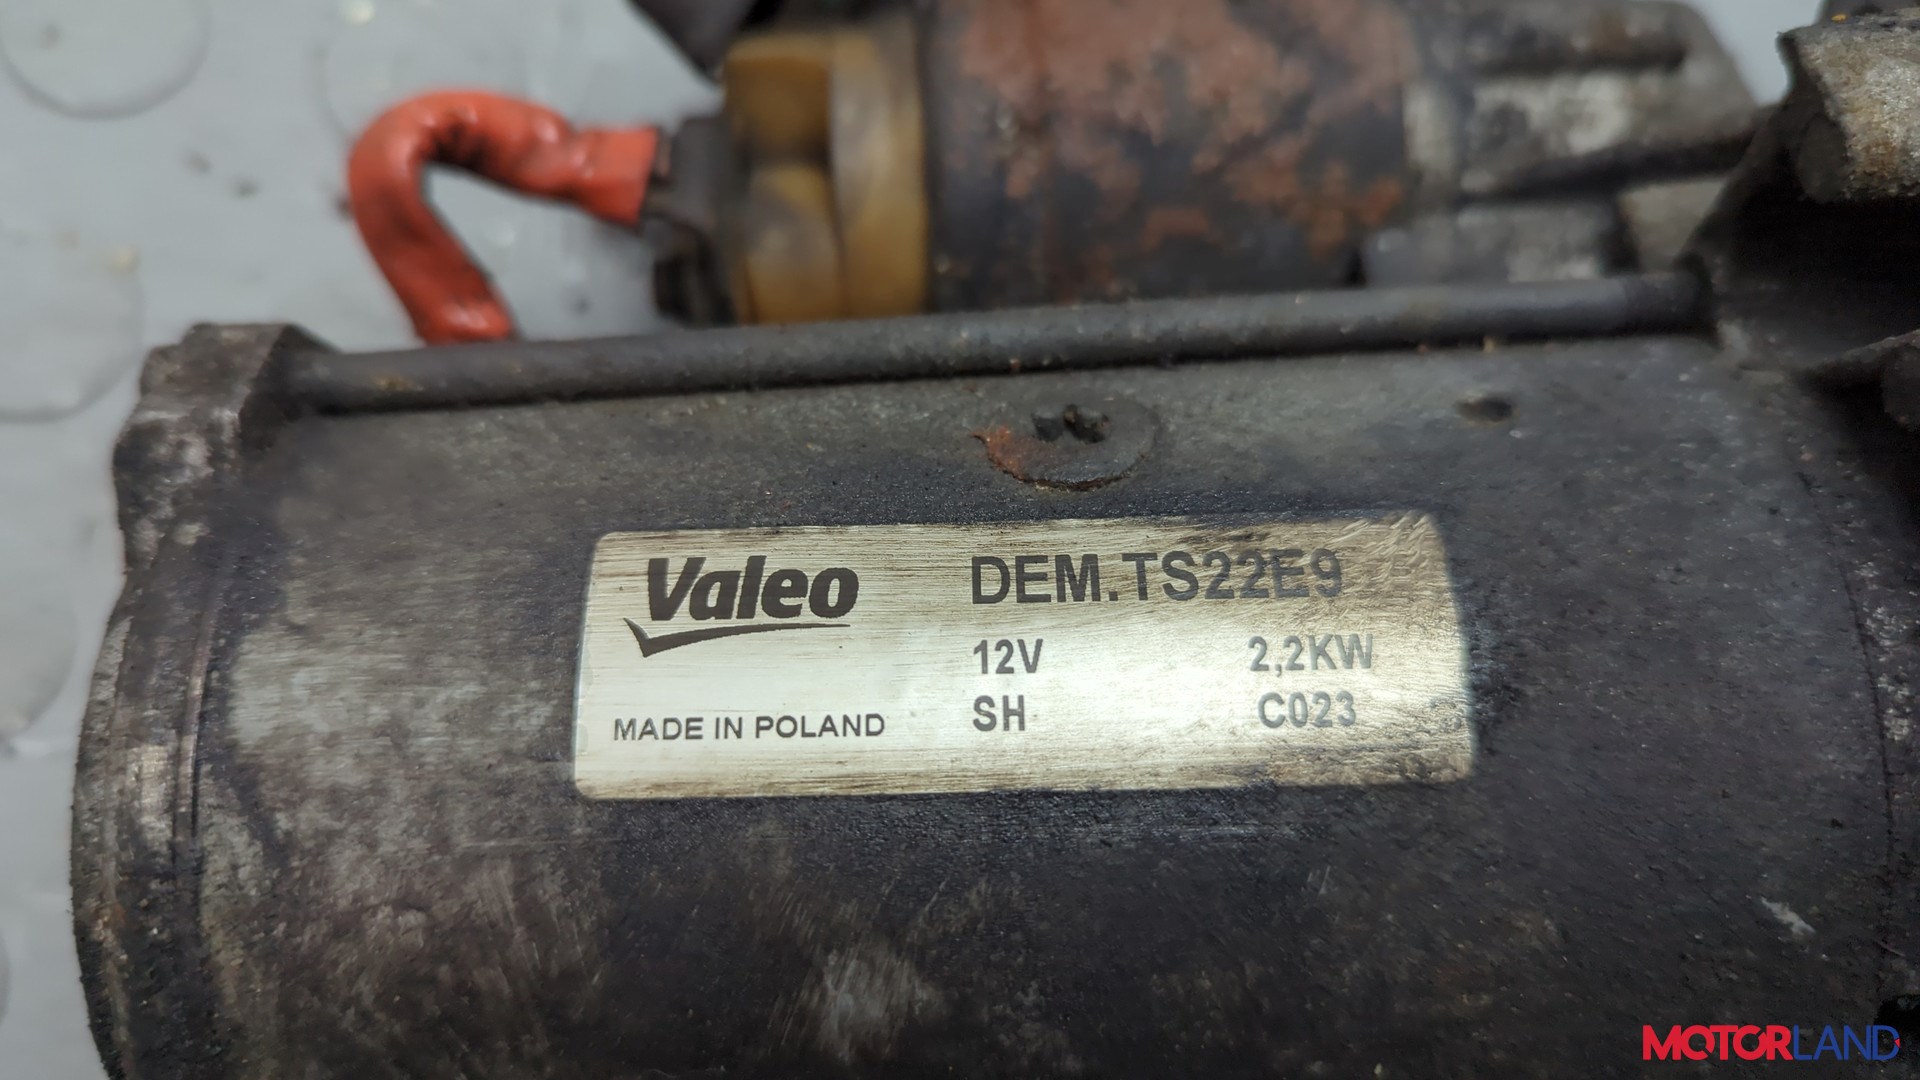 Valeo
DEM.TS22E9
12V 2,2KW
SH C023
MADE IN POLAND
MOTORLAND